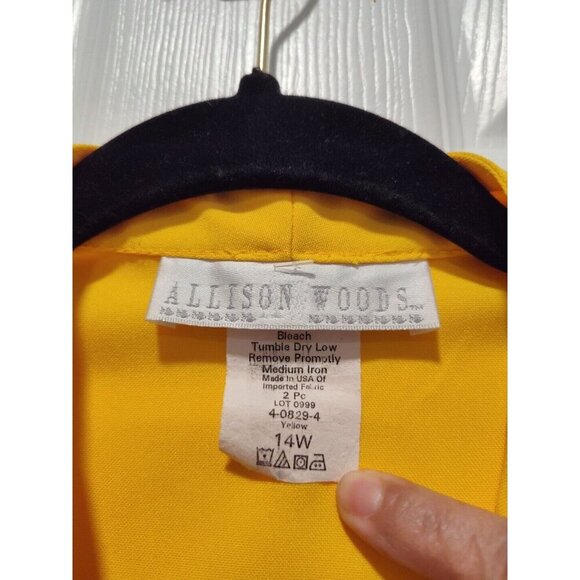 ALLISON WOODS
Bleach
Tumble Dry Low
Remove Promptly
Medium Iron
Made In USA Of
Imported Fabric
2 Pc
LOT 0999
4-0829-4
Yellow
14W